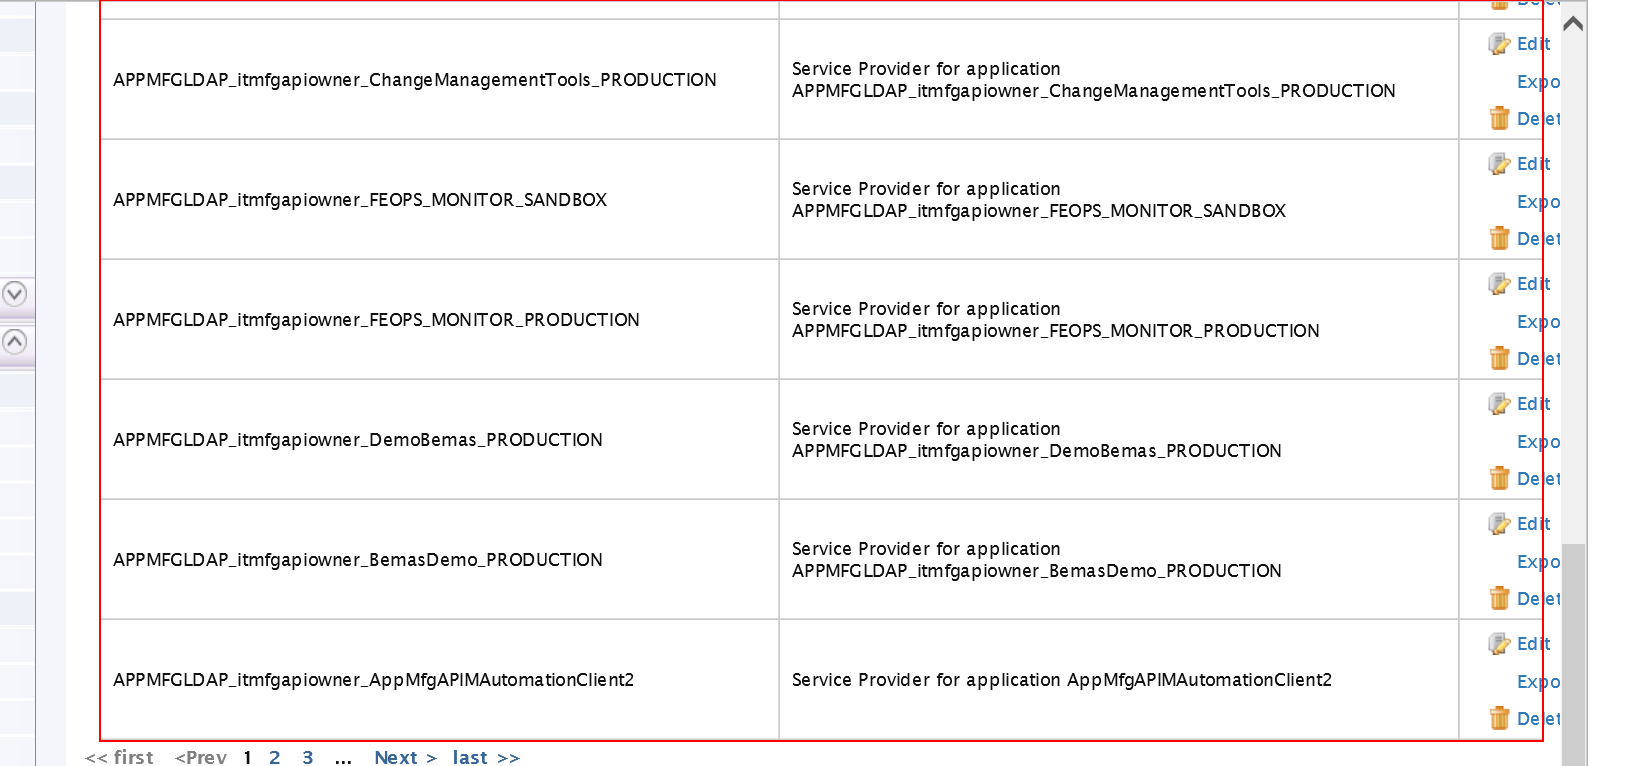 Edit
APPMFGLDAP_itmfgapiowner_ChangeManagementTools_PRODUCTION
Service Provider for application
APPMFGLDAP_itmfgapiowner_ChangeManagementTools_PRODUCTION
Expo
Delet
Edit
APPMFGLDAP_itmfgapiowner_FEOPS_MONITOR_SANDBOX
Service Provider for application
APPMFGLDAP_itmfgapiowner_FEOPS_MONITOR_SANDBOX
Expo
Delet
Edit
APPMFGLDAP_itmfgapiowner_FEOPS_MONITOR_PRODUCTION
Service Provider for application
APPMFGLDAP_itmfgapiowner_FEOPS_MONITOR_PRODUCTION
Expo
Delet
Edit
APPMFGLDAP_itmfgapiowner_DemoBemas_PRODUCTION
Service Provider for application
APPMFGLDAP_itmfgapiowner_DemoBemas_PRODUCTION
Expo
Delet
Edit
APPMFGLDAP_itmfgapiowner_BemasDemo_PRODUCTION
Service Provider for application
APPMFGLDAP_itmfgapiowner_BemasDemo_PRODUCTION
Expo
Delet
Edit
APPMFGLDAP_itmfgapiowner_AppMfgAPIMAutomationClient2
Service Provider for application AppMfgAPIMAutomationClient2
Expo
Delet
<< first <Prev 1 2 3 ... Next > last >>